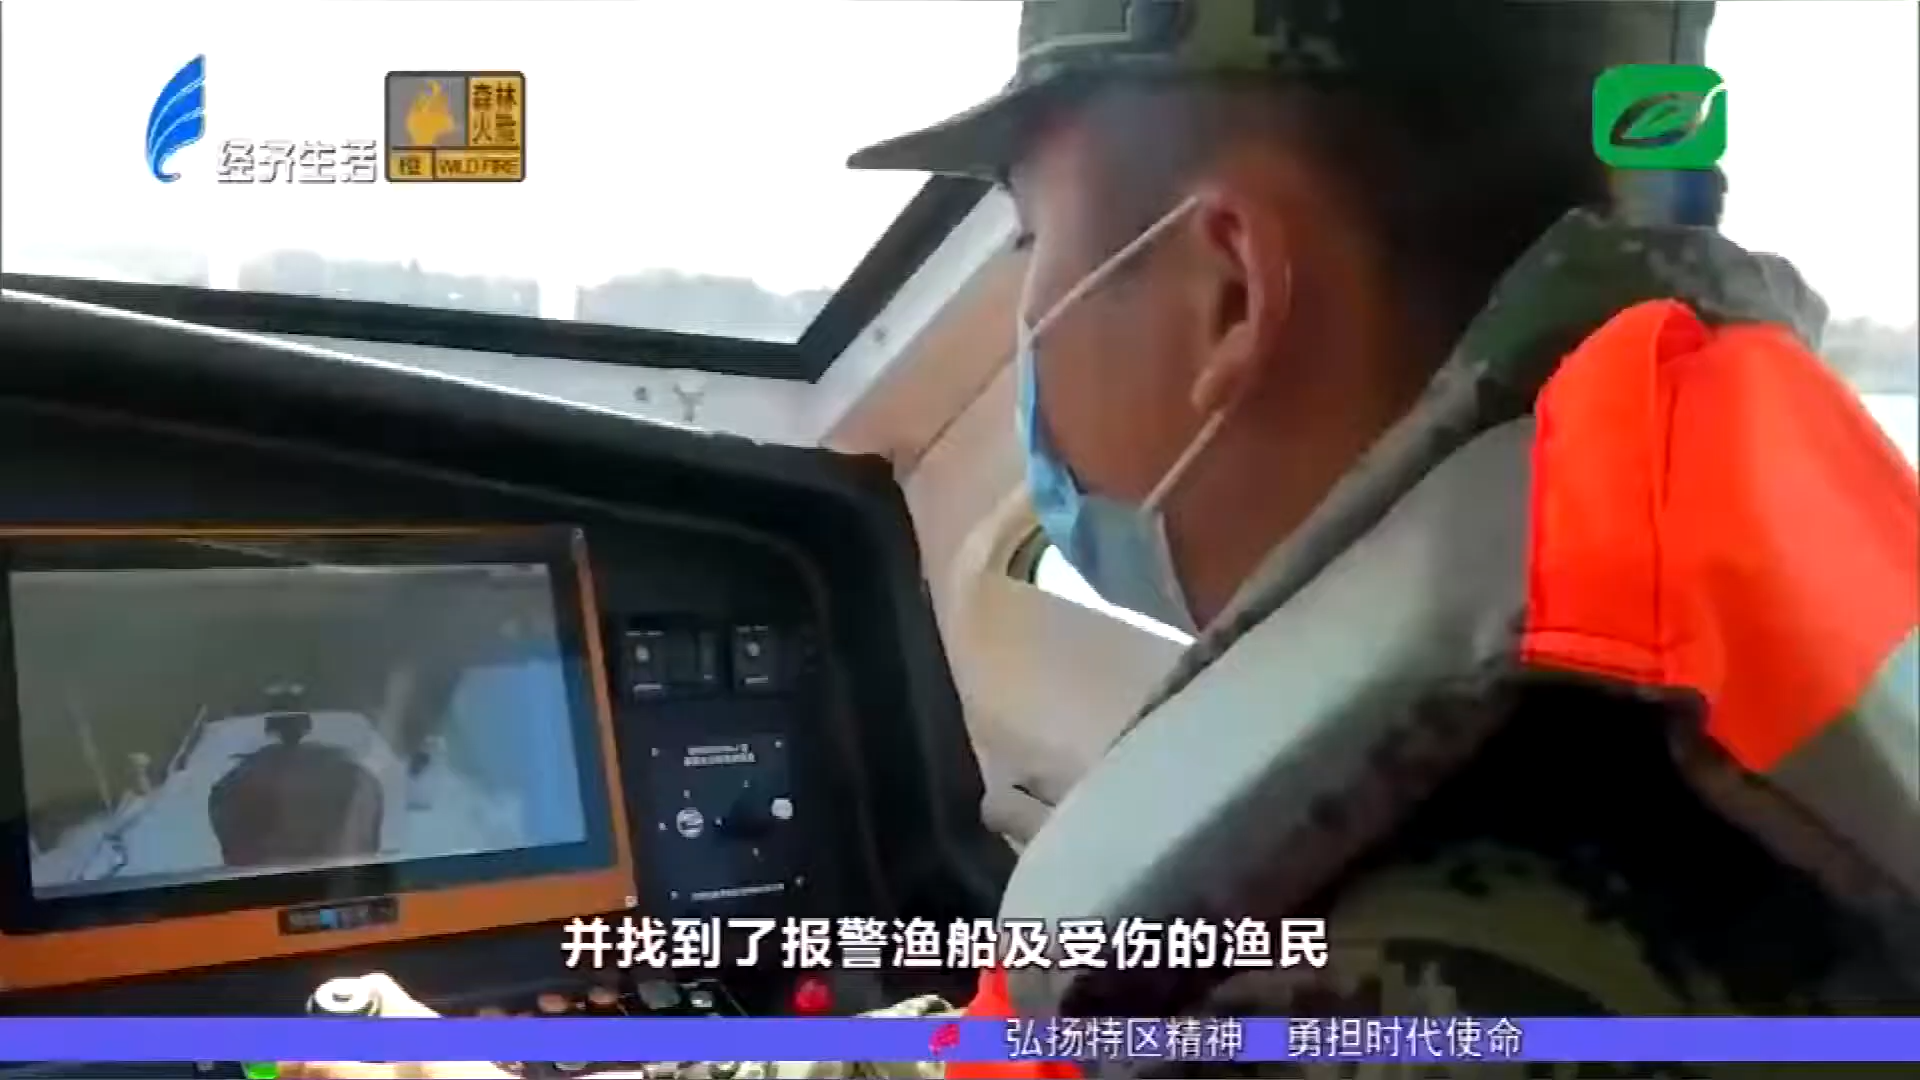 经济生活
森林
火险
橙 WILD FIRE
并找到了报警渔船及受伤的渔民
弘扬特区精神 勇担时代使命